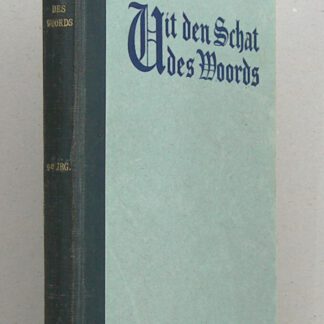 DES
WOORDS
9e JRG.
Uit den Schat
des Woords